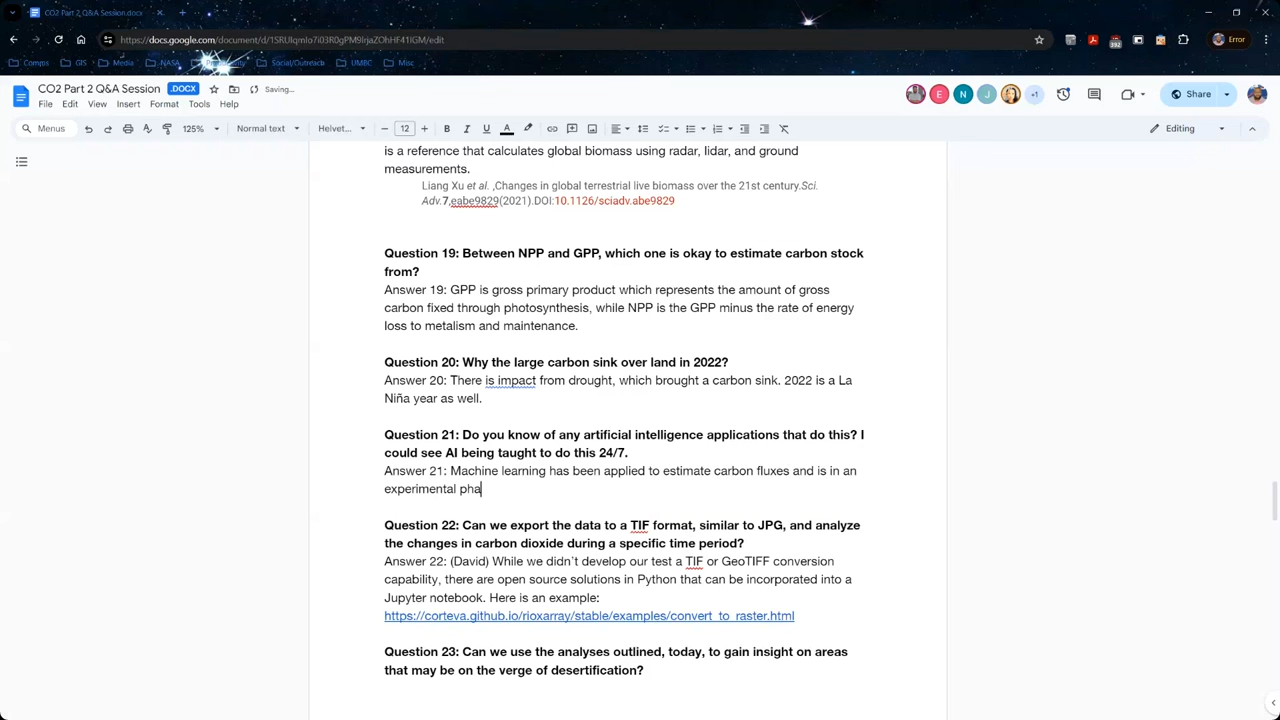 CO2 Part 2 Q&A Session.docx
https://docs.google.com/document/d/1SRUIqmIo7i03R0gPM9IrjaZOhHF41IGM/edit
392
Error
Comps
GIS
Media
NASA
Social/Outreach
UMBC
Misc
CO2 Part 2 Q&A Session
.DOCX
Saving...
File Edit View Insert Format Tools Help
E
N
J
+1
Share
Menus
125%
Normal text
Helvet...
12
B I U A
Editing
is a reference that calculates global biomass using radar, lidar, and ground
measurements.
Liang Xu et al. ,Changes in global terrestrial live biomass over the 21st century.Sci.
Adv.7,eabe9829(2021).DOI:10.1126/sciadv.abe9829
Question 19: Between NPP and GPP, which one is okay to estimate carbon stock
from?
Answer 19: GPP is gross primary product which represents the amount of gross
carbon fixed through photosynthesis, while NPP is the GPP minus the rate of energy
loss to metalism and maintenance.
Question 20: Why the large carbon sink over land in 2022?
Answer 20: There is impact from drought, which brought a carbon sink. 2022 is a La
Niña year as well.
Question 21: Do you know of any artificial intelligence applications that do this? I
could see AI being taught to do this 24/7.
Answer 21: Machine learning has been applied to estimate carbon fluxes and is in an
experimental pha
Question 22: Can we export the data to a TIF format, similar to JPG, and analyze
the changes in carbon dioxide during a specific time period?
Answer 22: (David) While we didn't develop our test a TIF or GeoTIFF conversion
capability, there are open source solutions in Python that can be incorporated into a
Jupyter notebook. Here is an example:
https://corteva.github.io/rioxarray/stable/examples/convert_to_raster.html
Question 23: Can we use the analyses outlined, today, to gain insight on areas
that may be on the verge of desertification?